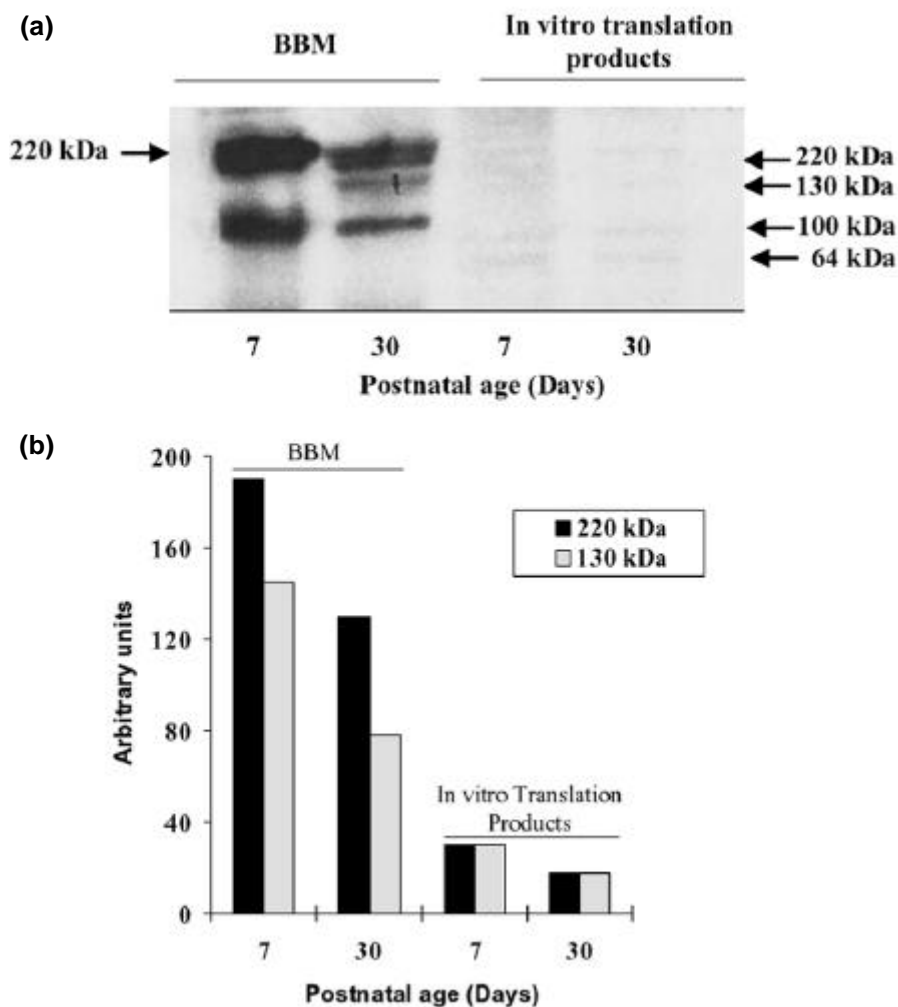 (a)
BBM
In vitro translation
products
220 kDa
220 kDa
130 kDa
100 kDa
64 kDa
7 30 7 30
Postnatal age (Days)
(b)
200
160
120
80
40
0
Arbitrary units
BBM
220 kDa
130 kDa
In vitro Translation
Products
7 30 7 30
Postnatal age (Days)